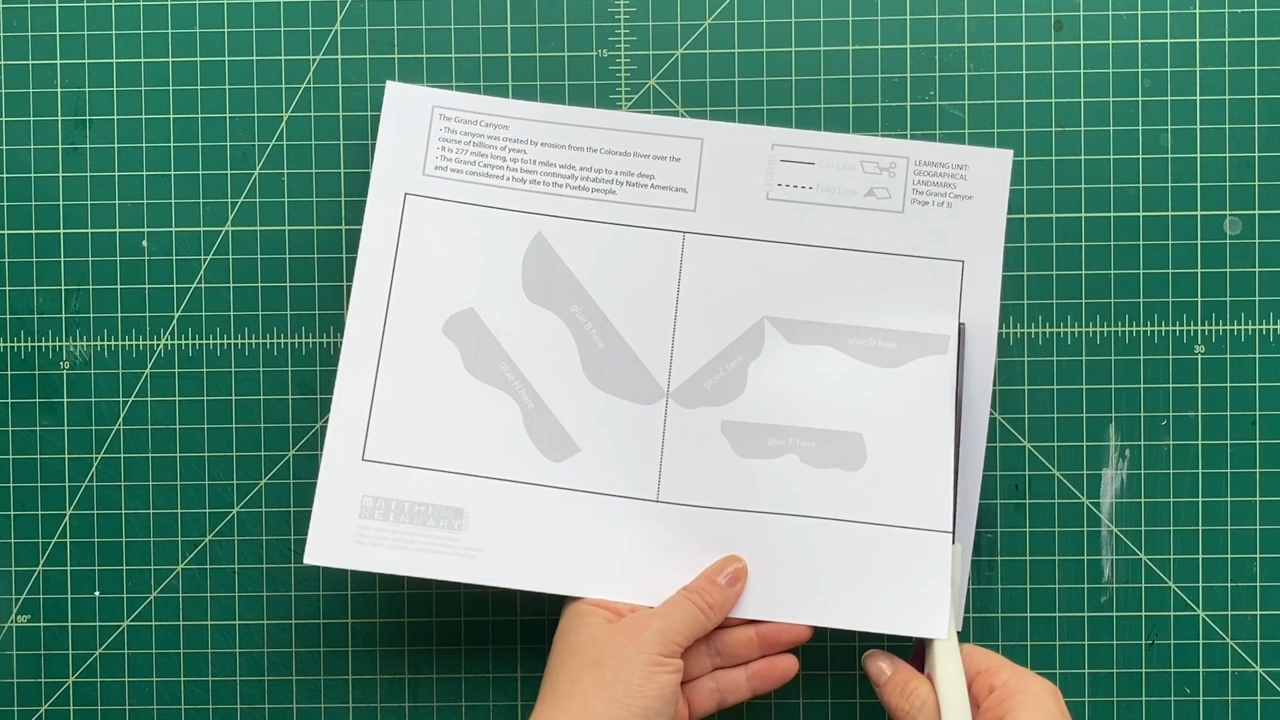 15
The Grand Canyon:
• This canyon was created by erosion from the Colorado River over the
course of billions of years.
• It is 277 miles long, up to18 miles wide, and up to a mile deep.
• The Grand Canyon has been continually inhabited by Native Americans,
and was considered a holy site to the Pueblo people.
LEGEND
Cut Line
Fold Line
LEARNING UNIT:
GEOGRAPHICAL
LANDMARKS
The Grand Canyon
(Page 1 of 3)
glue B here
glue H here
glue C here
glue D here
glue F here
10
30
60°
MATTHEW
REINHART